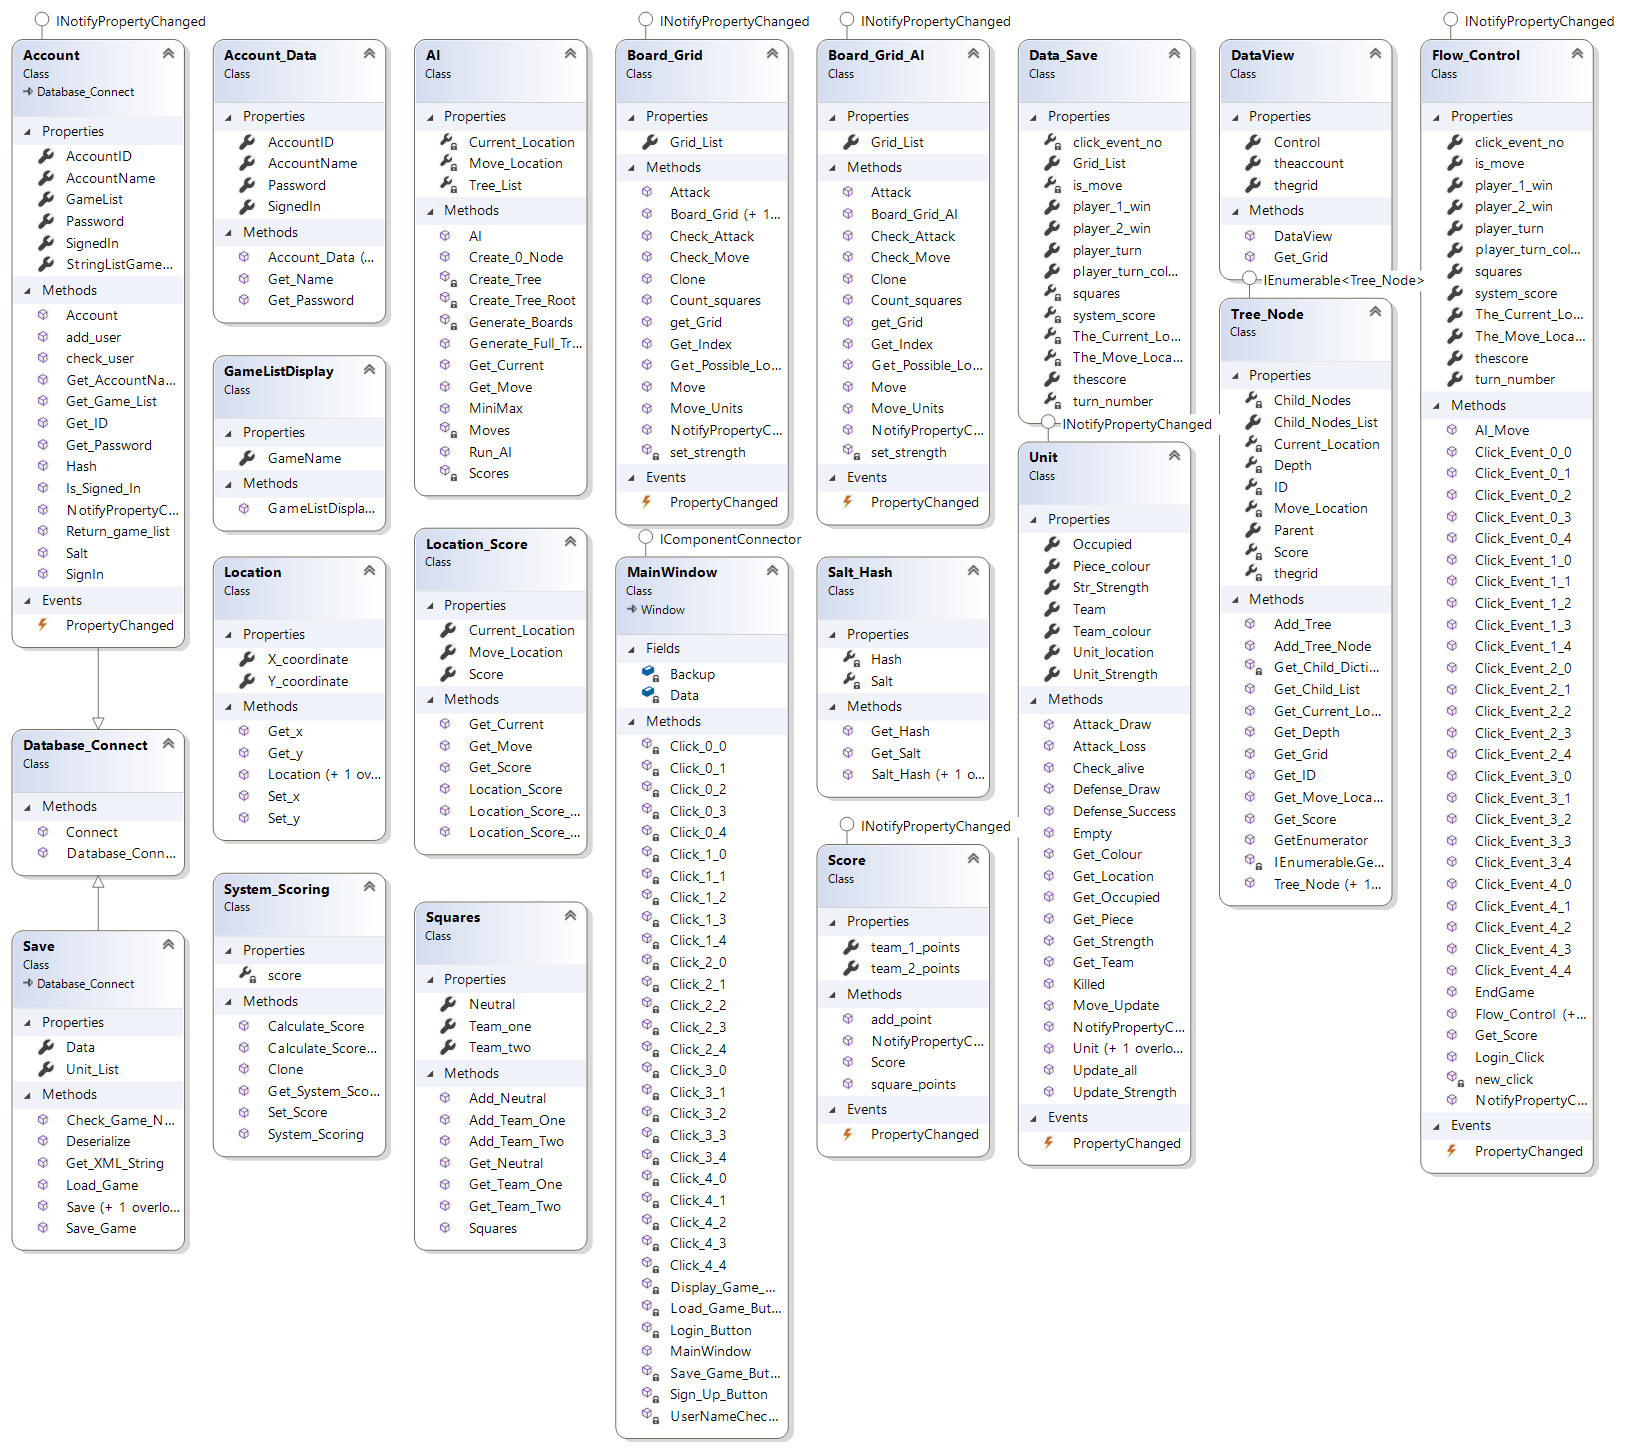 INotifyPropertyChanged
Account
Class
Database_Connect
Properties
AccountID
AccountName
GameList
Password
SignedIn
StringListGame...
Methods
Account
add_user
check_user
Get_AccountNa...
Get_Game_List
Get_ID
Get_Password
Hash
Is_Signed_In
NotifyPropertyC...
Return_game_list
Salt
SignIn
Events
PropertyChanged
Database_Connect
Class
Methods
Connect
Database_Conn...
Save
Class
Database_Connect
Properties
Data
Unit_List
Methods
Check_Game_N...
Deserialize
Get_XML_String
Load_Game
Save (+ 1 overlo...
Save_Game
Account_Data
Class
Properties
AccountID
AccountName
Password
SignedIn
Methods
Account_Data (...
Get_Name
Get_Password
GameListDisplay
Class
Properties
GameName
Methods
GameListDispla...
Location
Class
Properties
X_coordinate
Y_coordinate
Methods
Get_x
Get_y
Location (+ 1 ov...
Set_x
Set_y
System_Scoring
Class
Properties
score
Methods
Calculate_Score
Calculate_Score...
Clone
Get_System_Sco...
Set_Score
System_Scoring
AI
Class
Properties
Current_Location
Move_Location
Tree_List
Methods
AI
Create_0_Node
Create_Tree
Create_Tree_Root
Generate_Boards
Generate_Full_Tr...
Get_Current
Get_Move
MiniMax
Moves
Run_AI
Scores
Location_Score
Class
Properties
Current_Location
Move_Location
Score
Methods
Get_Current
Get_Move
Get_Score
Location_Score
Location_Score_...
Location_Score_...
Squares
Class
Properties
Neutral
Team_one
Team_two
Methods
Add_Neutral
Add_Team_One
Add_Team_Two
Get_Neutral
Get_Team_One
Get_Team_Two
Squares
INotifyPropertyChanged
Board_Grid
Class
Properties
Grid_List
Methods
Attack
Board_Grid (+ 1...
Check_Attack
Check_Move
Clone
Count_squares
get_Grid
Get_Index
Get_Possible_Lo...
Move
Move_Units
NotifyPropertyC...
set_strength
Events
PropertyChanged
IComponentConnector
MainWindow
Class
Window
Fields
Backup
Data
Methods
Click_0_0
Click_0_1
Click_0_2
Click_0_3
Click_0_4
Click_1_0
Click_1_1
Click_1_2
Click_1_3
Click_1_4
Click_2_0
Click_2_1
Click_2_2
Click_2_3
Click_2_4
Click_3_0
Click_3_1
Click_3_2
Click_3_3
Click_3_4
Click_4_0
Click_4_1
Click_4_2
Click_4_3
Click_4_4
Display_Game_...
Load_Game_But...
Login_Button
MainWindow
Save_Game_But...
Sign_Up_Button
UserNameChec...
INotifyPropertyChanged
Board_Grid_AI
Class
Properties
Grid_List
Methods
Attack
Board_Grid_AI
Check_Attack
Check_Move
Clone
Count_squares
get_Grid
Get_Index
Get_Possible_Lo...
Move
Move_Units
NotifyPropertyC...
set_strength
Events
PropertyChanged
Salt_Hash
Class
Properties
Hash
Salt
Methods
Get_Hash
Get_Salt
Salt_Hash (+ 1 o...
INotifyPropertyChanged
Score
Class
Properties
team_1_points
team_2_points
Methods
add_point
NotifyPropertyC...
Score
square_points
Events
PropertyChanged
Data_Save
Class
Properties
click_event_no
Grid_List
is_move
player_1_win
player_2_win
player_turn
player_turn_col...
squares
system_score
The_Current_Lo...
The_Move_Loca...
thescore
turn_number
INotifyPropertyChanged
Unit
Class
Properties
Occupied
Piece_colour
Str_Strength
Team
Team_colour
Unit_location
Unit_Strength
Methods
Attack_Draw
Attack_Loss
Check_alive
Defense_Draw
Defense_Success
Empty
Get_Colour
Get_Location
Get_Occupied
Get_Piece
Get_Strength
Get_Team
Killed
Move_Update
NotifyPropertyC...
Unit (+ 1 overlo...
Update_all
Update_Strength
Events
PropertyChanged
DataView
Class
Properties
Control
theaccount
thegrid
Methods
DataView
Get_Grid
IEnumerable<Tree_Node>
Tree_Node
Class
Properties
Child_Nodes
Child_Nodes_List
Current_Location
Depth
ID
Move_Location
Parent
Score
thegrid
Methods
Add_Tree
Add_Tree_Node
Get_Child_Dicti...
Get_Child_List
Get_Current_Lo...
Get_Depth
Get_Grid
Get_ID
Get_Move_Loca...
Get_Score
GetEnumerator
IEnumerable.Ge...
Tree_Node (+ 1...
INotifyPropertyChanged
Flow_Control
Class
Properties
click_event_no
is_move
player_1_win
player_2_win
player_turn
player_turn_col...
squares
system_score
The_Current_Lo...
The_Move_Loca...
thescore
turn_number
Methods
AI_Move
Click_Event_0_0
Click_Event_0_1
Click_Event_0_2
Click_Event_0_3
Click_Event_0_4
Click_Event_1_0
Click_Event_1_1
Click_Event_1_2
Click_Event_1_3
Click_Event_1_4
Click_Event_2_0
Click_Event_2_1
Click_Event_2_2
Click_Event_2_3
Click_Event_2_4
Click_Event_3_0
Click_Event_3_1
Click_Event_3_2
Click_Event_3_3
Click_Event_3_4
Click_Event_4_0
Click_Event_4_1
Click_Event_4_2
Click_Event_4_3
Click_Event_4_4
EndGame
Flow_Control (+...
Get_Score
Login_Click
new_click
NotifyPropertyC...
Events
PropertyChanged